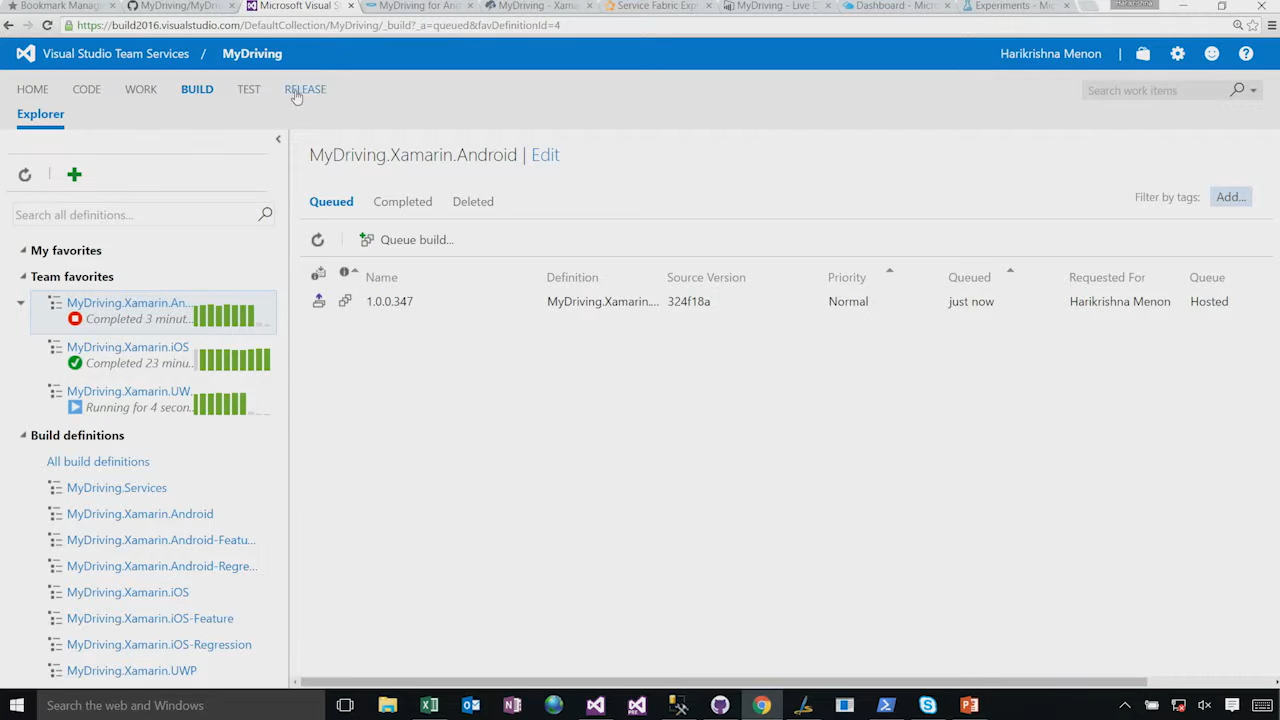 Bookmark Manag
MyDriving/MyDri
Microsoft Visual S
MyDriving for And
MyDriving - Xama
Service Fabric Exp
MyDriving - Live D
Dashboard - Micros
Experiments - Micr
https://build2016.visualstudio.com/DefaultCollection/MyDriving/_build?_a=queued&favDefinitionId=4
Visual Studio Team Services / MyDriving
Harikrishna Menon
HOME CODE WORK BUILD TEST RELEASE
Search work items
Explorer
MyDriving.Xamarin.Android | Edit
Queued Completed Deleted
Filter by tags: Add...
Search all definitions...
Queue build...
My favorites
Team favorites
MyDriving.Xamarin.An...
Completed 3 minut...
MyDriving.Xamarin.iOS
Completed 23 minu...
MyDriving.Xamarin.UW...
Running for 4 secon...
Build definitions
All build definitions
MyDriving.Services
MyDriving.Xamarin.Android
MyDriving.Xamarin.Android-Featu...
MyDriving.Xamarin.Android-Regre...
MyDriving.Xamarin.iOS
MyDriving.Xamarin.iOS-Feature
MyDriving.Xamarin.iOS-Regression
MyDriving.Xamarin.UWP
Name Definition Source Version Priority Queued Requested For Queue
1.0.0.347 MyDriving.Xamarin.... 324f18a Normal just now Harikrishna Menon Hosted
Search the web and Windows